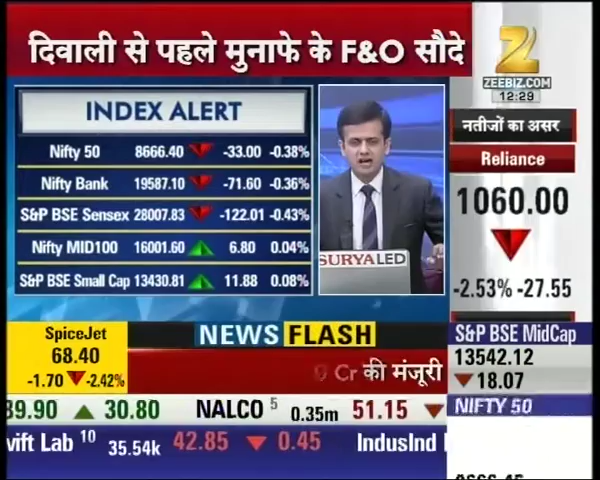 दिवाली से पहले मुनाफे के F&O सौदे
ZEEBIZ.COM
12:29
INDEX ALERT
Nifty 50 8666.40 -33.00 -0.38%
Nifty Bank 19587.10 -71.60 -0.36%
S&P BSE Sensex 28007.83 -122.01 -0.43%
Nifty MID100 16001.60 6.80 0.04%
S&P BSE Small Cap 13430.81 11.88 0.08%
SURYALED
नतीजों का असर
Reliance
1060.00
-2.53% -27.55
SpiceJet
68.40
-1.70 -2.42%
NEWS FLASH
Cr की मंजूरी
S&P BSE MidCap
13542.12
18.07
NIFTY 50
39.90 30.80 NALCO 5 0.35m 51.15
vift Lab 10 35.54k 42.85 0.45 IndusInd